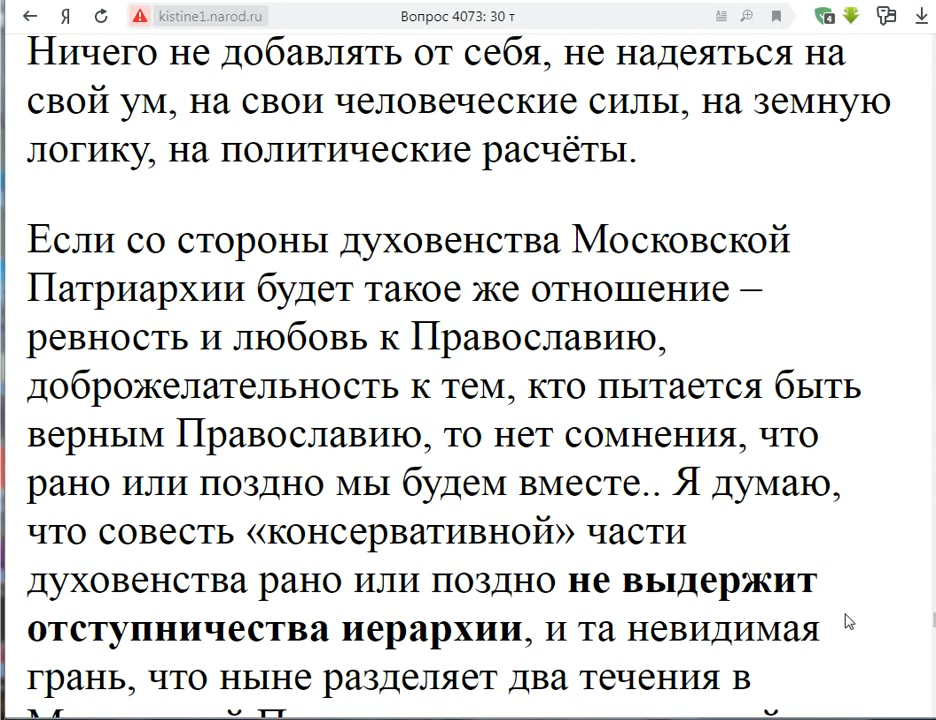 kistine1.narod.ru
Вопрос 4073: 30 т
4
Ничего не добавлять от себя, не надеяться на
свой ум, на свои человеческие силы, на земную
логику, на политические расчёты.
Если со стороны духовенства Московской
Патриархии будет такое же отношение –
ревность и любовь к Православию,
доброжелательность к тем, кто пытается быть
верным Православию, то нет сомнения, что
рано или поздно мы будем вместе.. Я думаю,
что совесть «консервативной» части
духовенства рано или поздно не выдержит
отступничества иерархии, и та невидимая
грань, что ныне разделяет два течения в